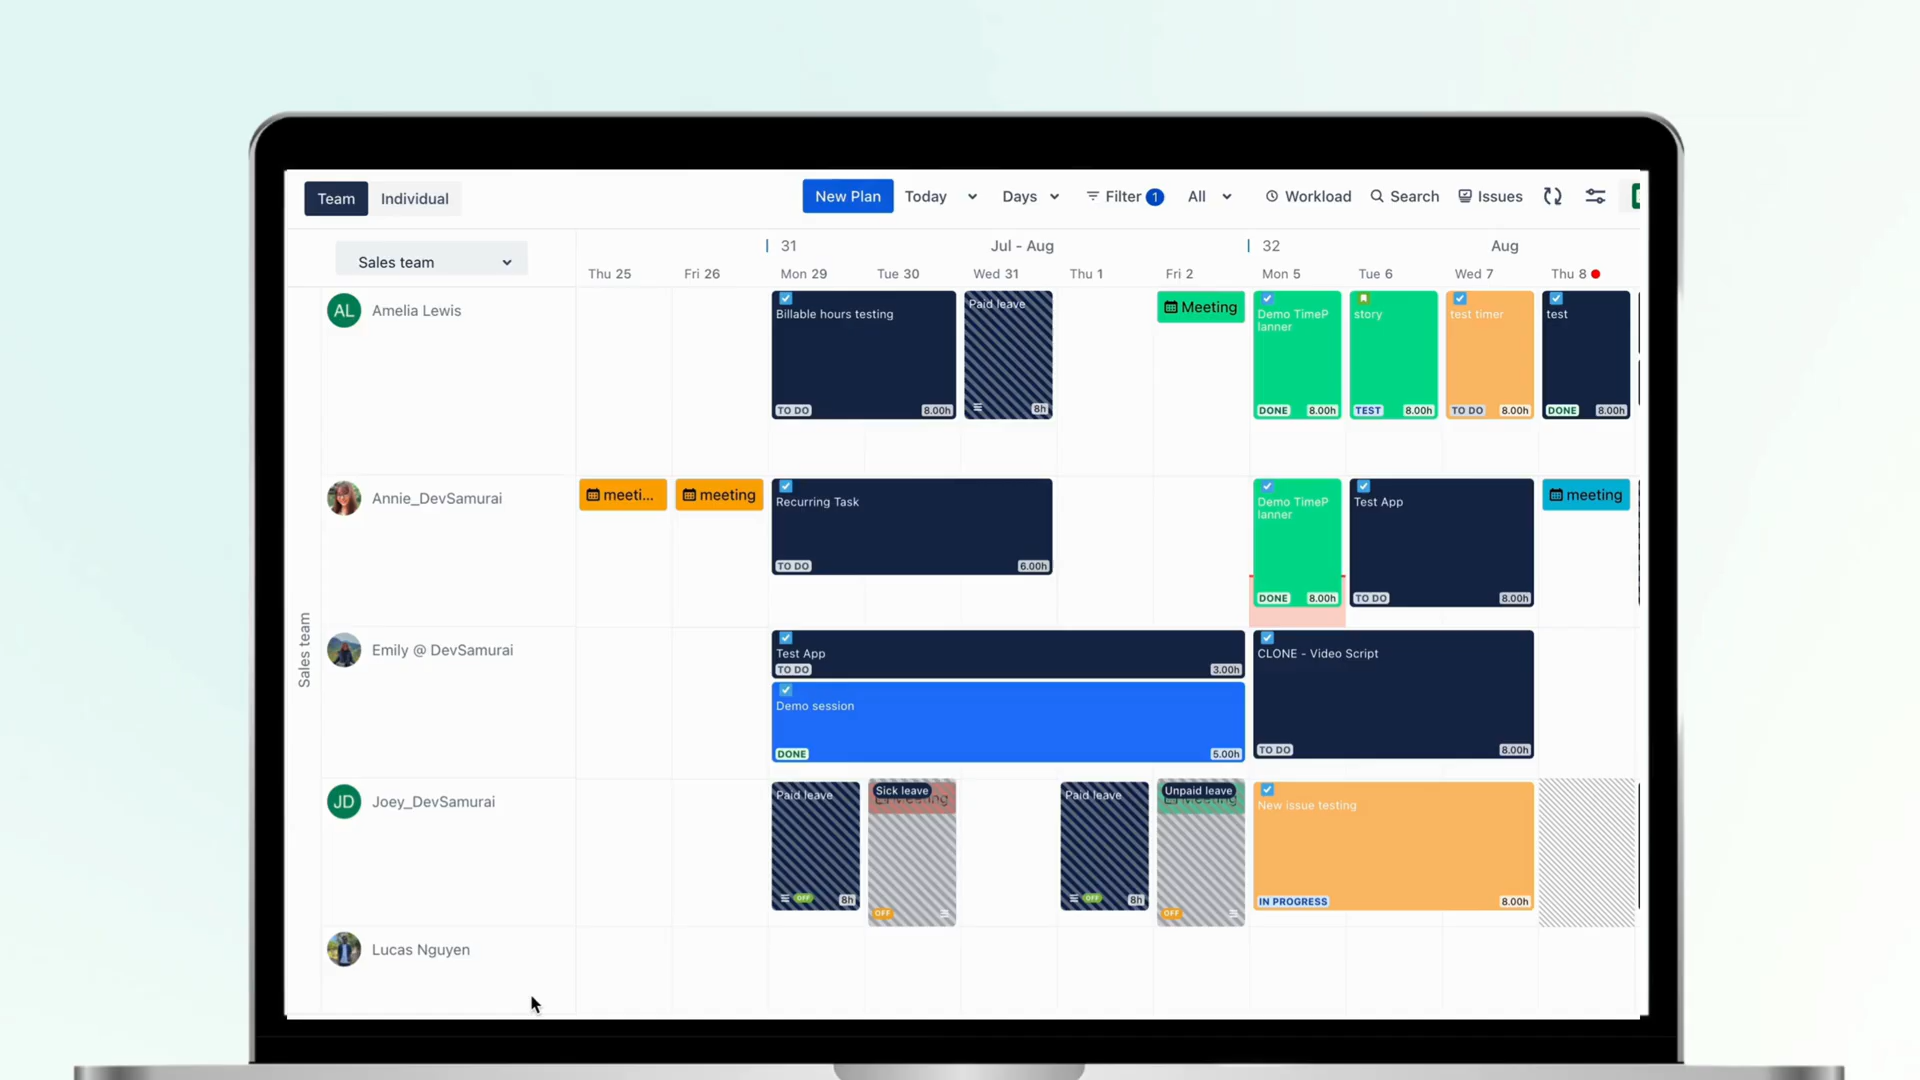 Team Individual New Plan Today Days Filter 1 All Workload Search Issues
31 Jul - Aug 32 Aug
Sales team
Thu 25 Fri 26 Mon 29 Tue 30 Wed 31 Thu 1 Fri 2 Mon 5 Tue 6 Wed 7 Thu 8
Sales team
AL Amelia Lewis
Billable hours testing
TO DO 8.00h
Paid leave
8h
Meeting
Demo TimeP
lanner
DONE 8.00h
story
TEST 8.00h
test timer
TO DO 8.00h
test
DONE 8.00h
Annie_DevSamurai
meeti...
meeting
Recurring Task
TO DO 6.00h
Demo TimeP
lanner
DONE 8.00h
Test App
TO DO 8.00h
meeting
Emily @ DevSamurai
Test App
TO DO 3.00h
Demo session
DONE 5.00h
CLONE - Video Script
TO DO 8.00h
JD Joey_DevSamurai
Paid leave
OFF 8h
Sick leave
OFF
Paid leave
OFF 8h
Unpaid leave
OFF
New issue testing
IN PROGRESS 8.00h
Lucas Nguyen